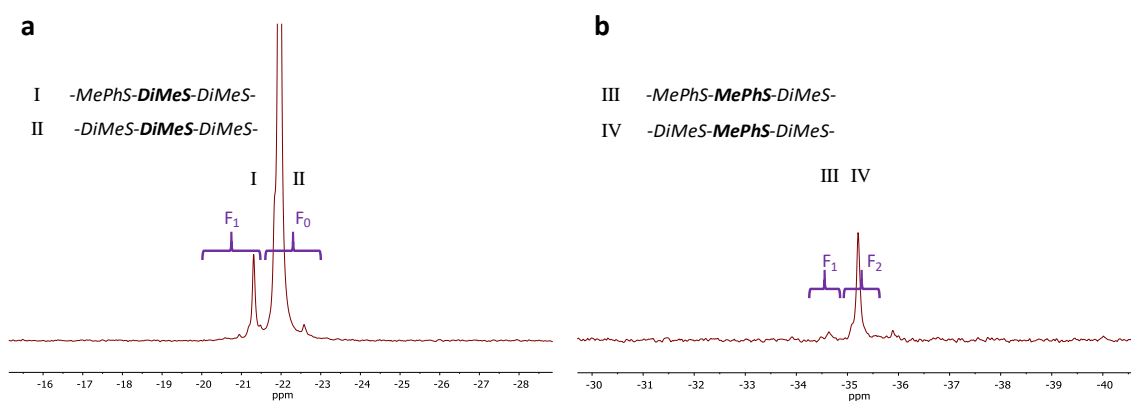 a
I -MePhS-DiMeS-DiMeS-
II -DiMeS-DiMeS-DiMeS-
I II
F1 F0
-16 -17 -18 -19 -20 -21 -22 -23 -24 -25 -26 -27 -28
ppm
b
III -MePhS-MePhS-DiMeS-
IV -DiMeS-MePhS-DiMeS-
III IV
F1 F2
-30 -31 -32 -33 -34 -35 -36 -37 -38 -39 -40
ppm